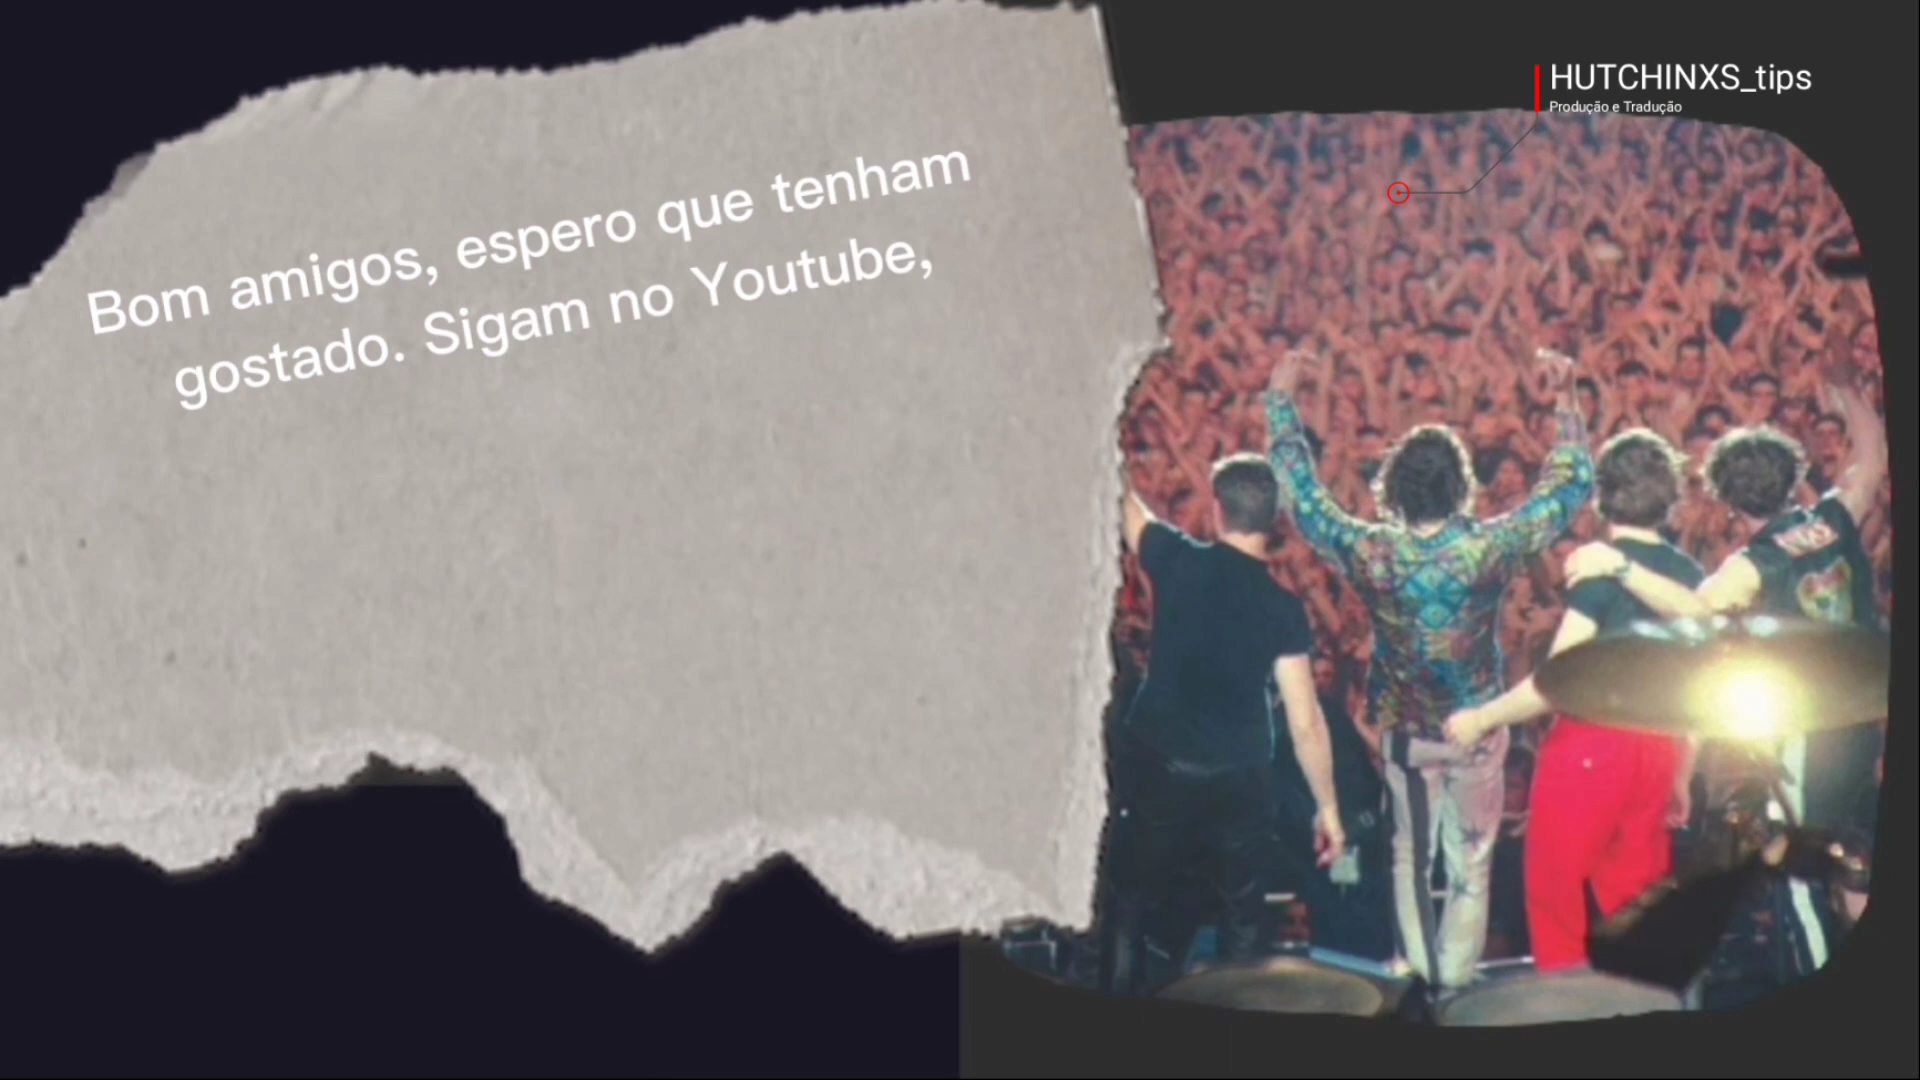 Bom amigos, espero que tenham
gostado. Sigam no Youtube,
HUTCHINXS_tips
Produção e Tradução